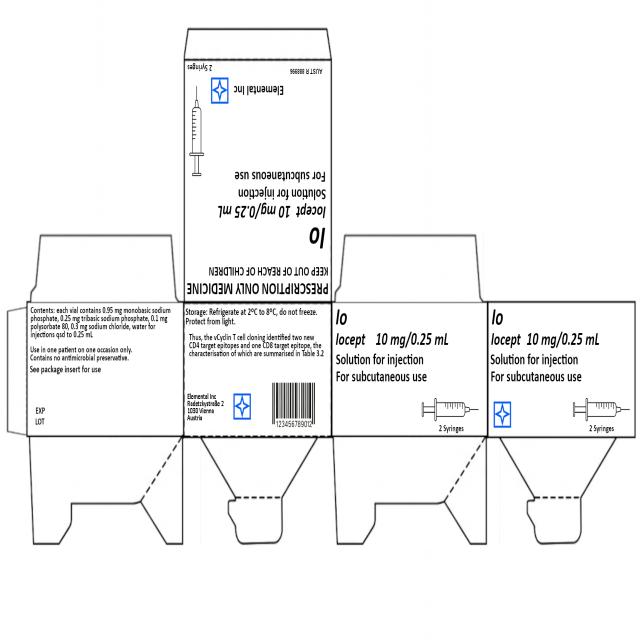 2 Syringes
AUST R 888996
Elemental Inc
For subcutaneous use
Solution for injection
Iocept 10 mg/0.25 mL
Io
KEEP OUT OF REACH OF CHILDREN
PRESCRIPTION ONLY MEDICINE
Contents: each vial contains 0.95 mg monobasic sodium
phosphate, 0.25 mg tribasic sodium phosphate, 0.1 mg
polysorbate 80, 0.3 mg sodium chloride, water for
injections qsd to 0.25 mL
Use in one patient on one occasion only.
Contains no antimicrobial preservative.
See package insert for use
EXP
LOT
Storage: Refrigerate at 2°C to 8°C, do not freeze.
Protect from light.
Thus, the vCyclin T cell cloning identified two new
CD4 target epitopes and one CD8 target epitope, the
characterisation of which are summarised in Table 3.2
Elemental Inc
Radetzkystraße 2
1030 Vienna
Austria
123456789012
Io
Iocept 10 mg/0.25 mL
Solution for injection
For subcutaneous use
2 Syringes
Io
Iocept 10 mg/0.25 mL
Solution for injection
For subcutaneous use
2 Syringes